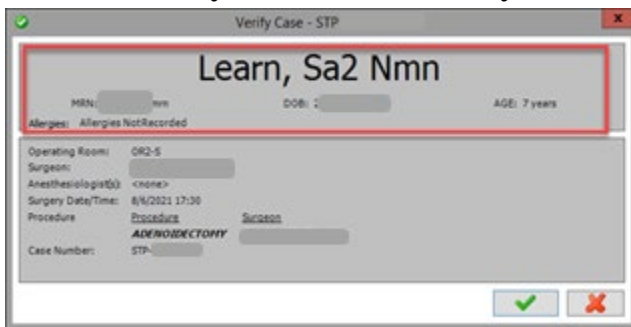 Verify Case - STP
Learn, Sa2 Nmn
MRN: mm DOB: 2 AGE: 7 years
Allergies: Allergies NotRecorded
Operating Room: OR2-S
Surgeon:
Anesthesiologist(s): <none>
Surgery Date/Time: 8/6/2021 17:30
Procedure Procedure Surgeon
ADENOIDECTOMY
Case Number: STP-